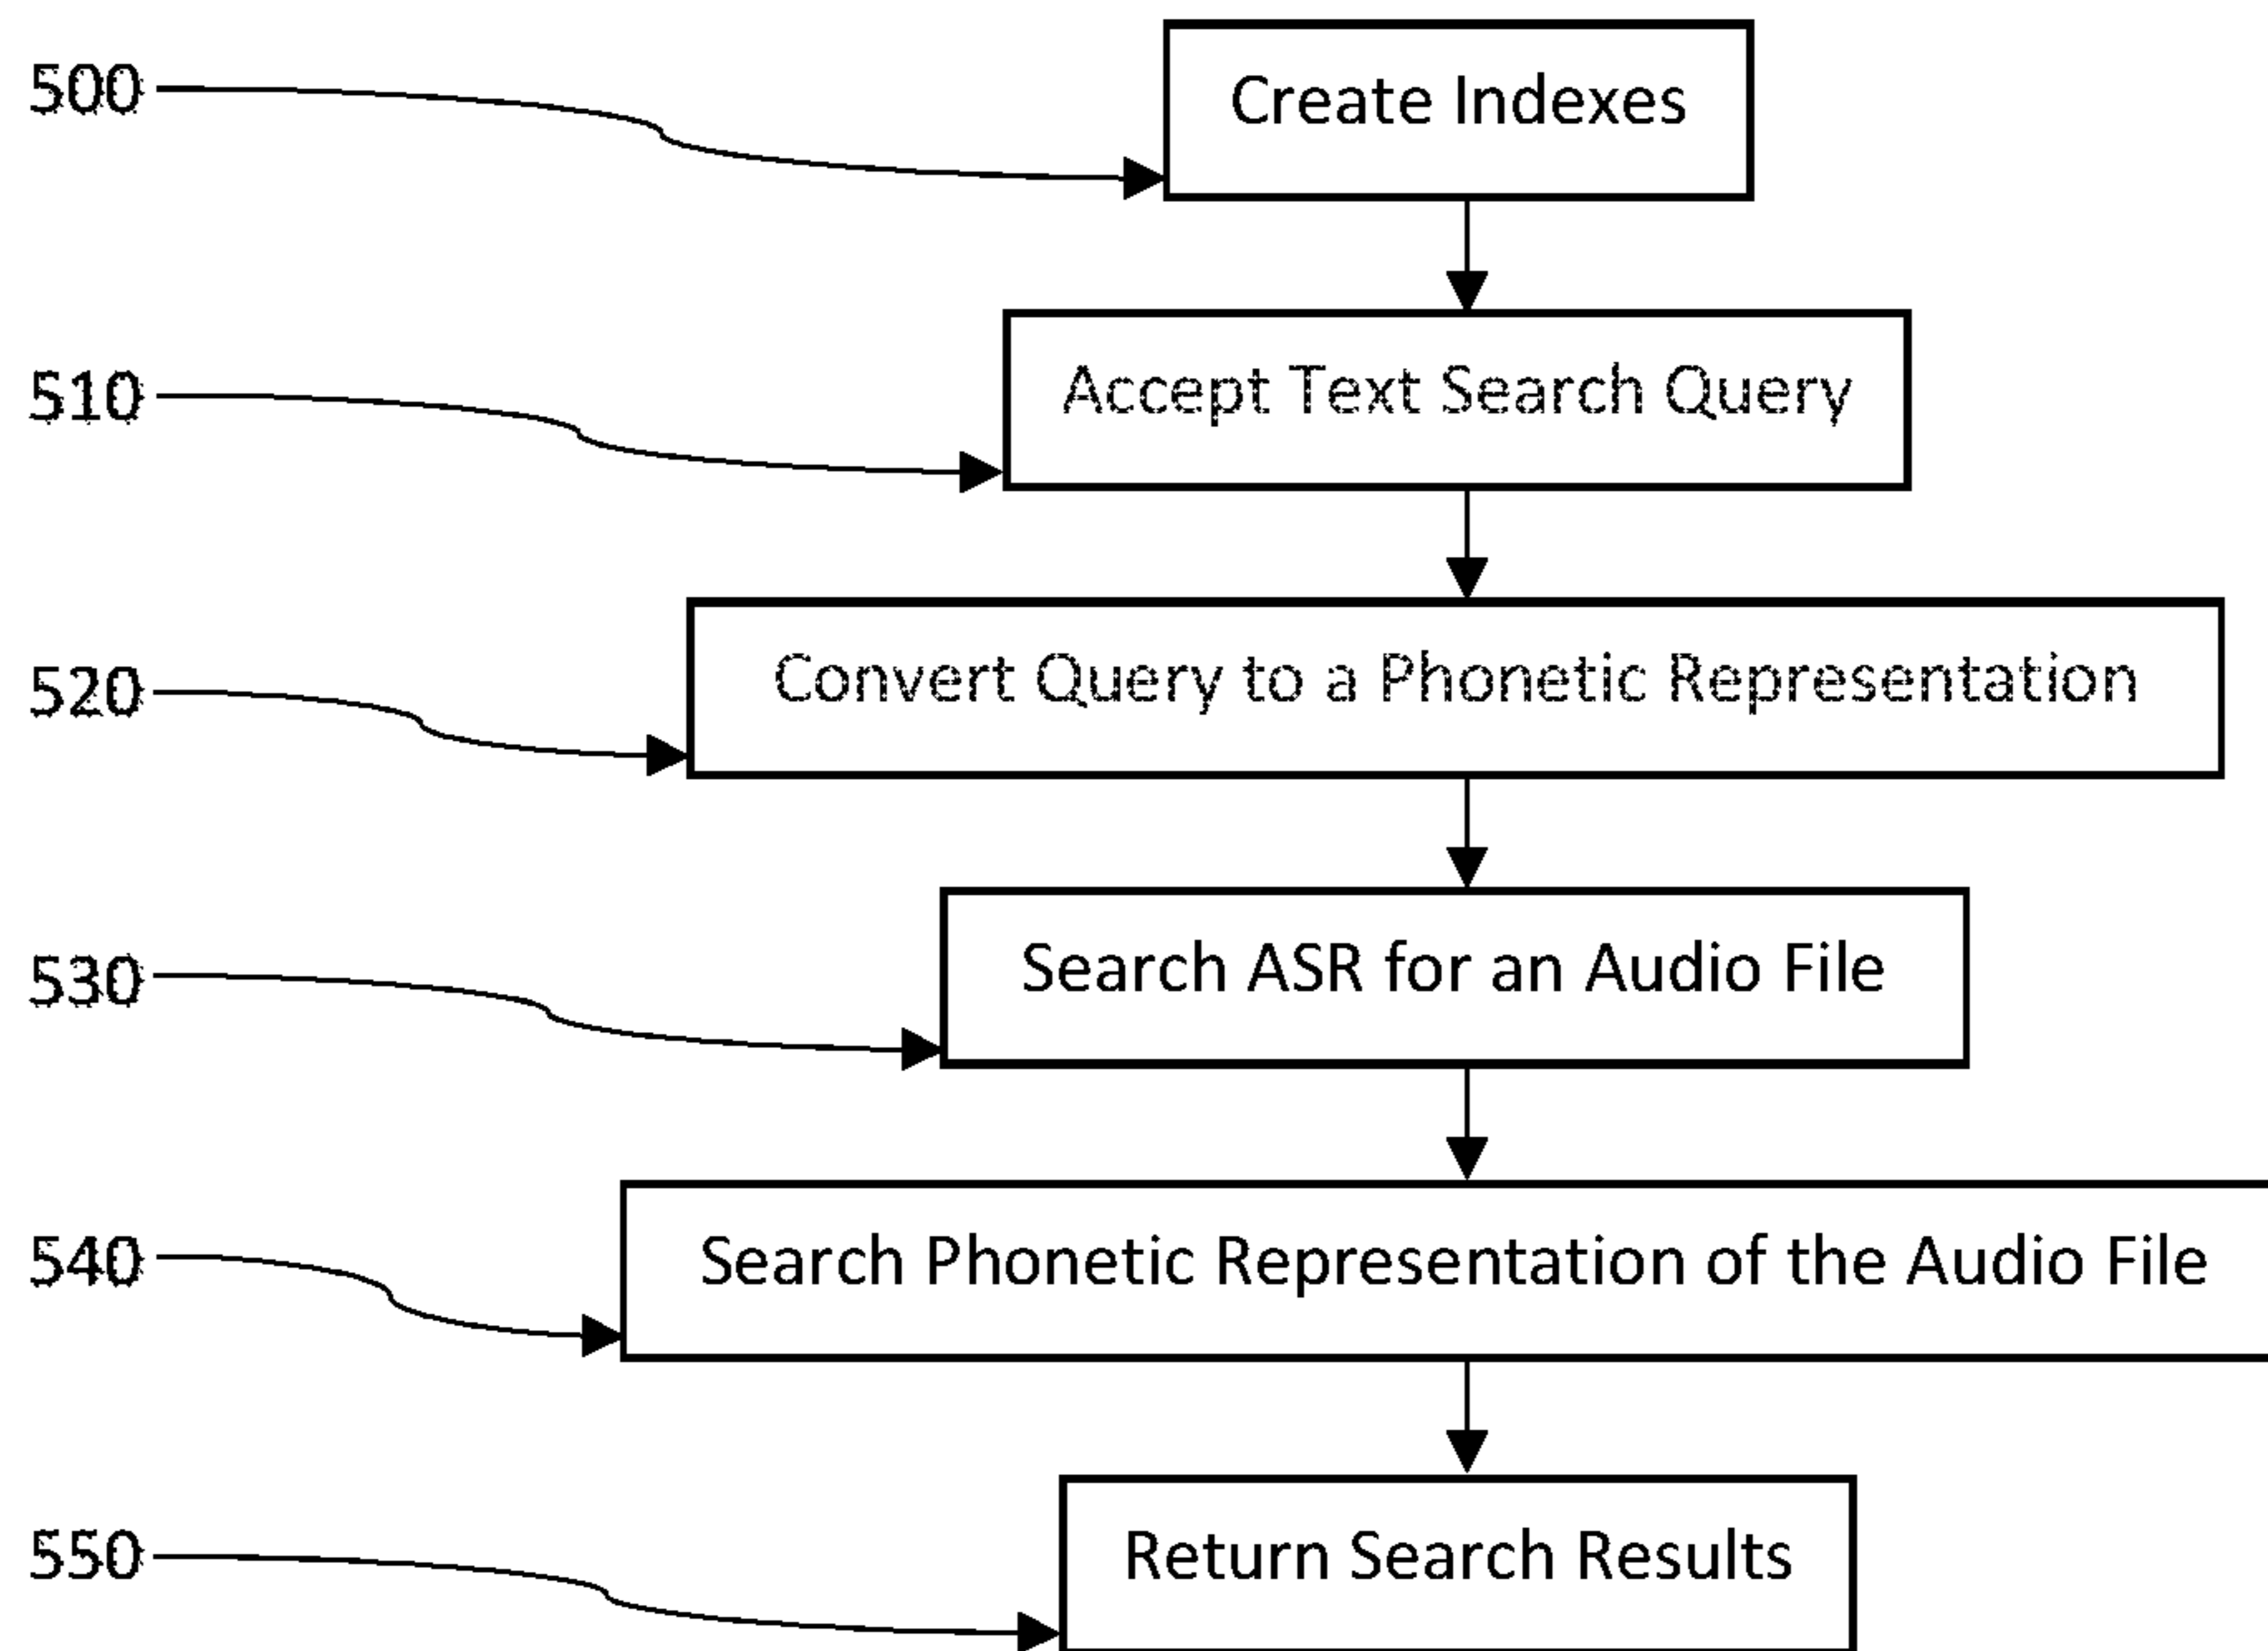 500
Create Indexes
510
Accept Text Search Query
520
Convert Query to a Phonetic Representation
530
Search ASR for an Audio File
540
Search Phonetic Representation of the Audio File
550
Return Search Results